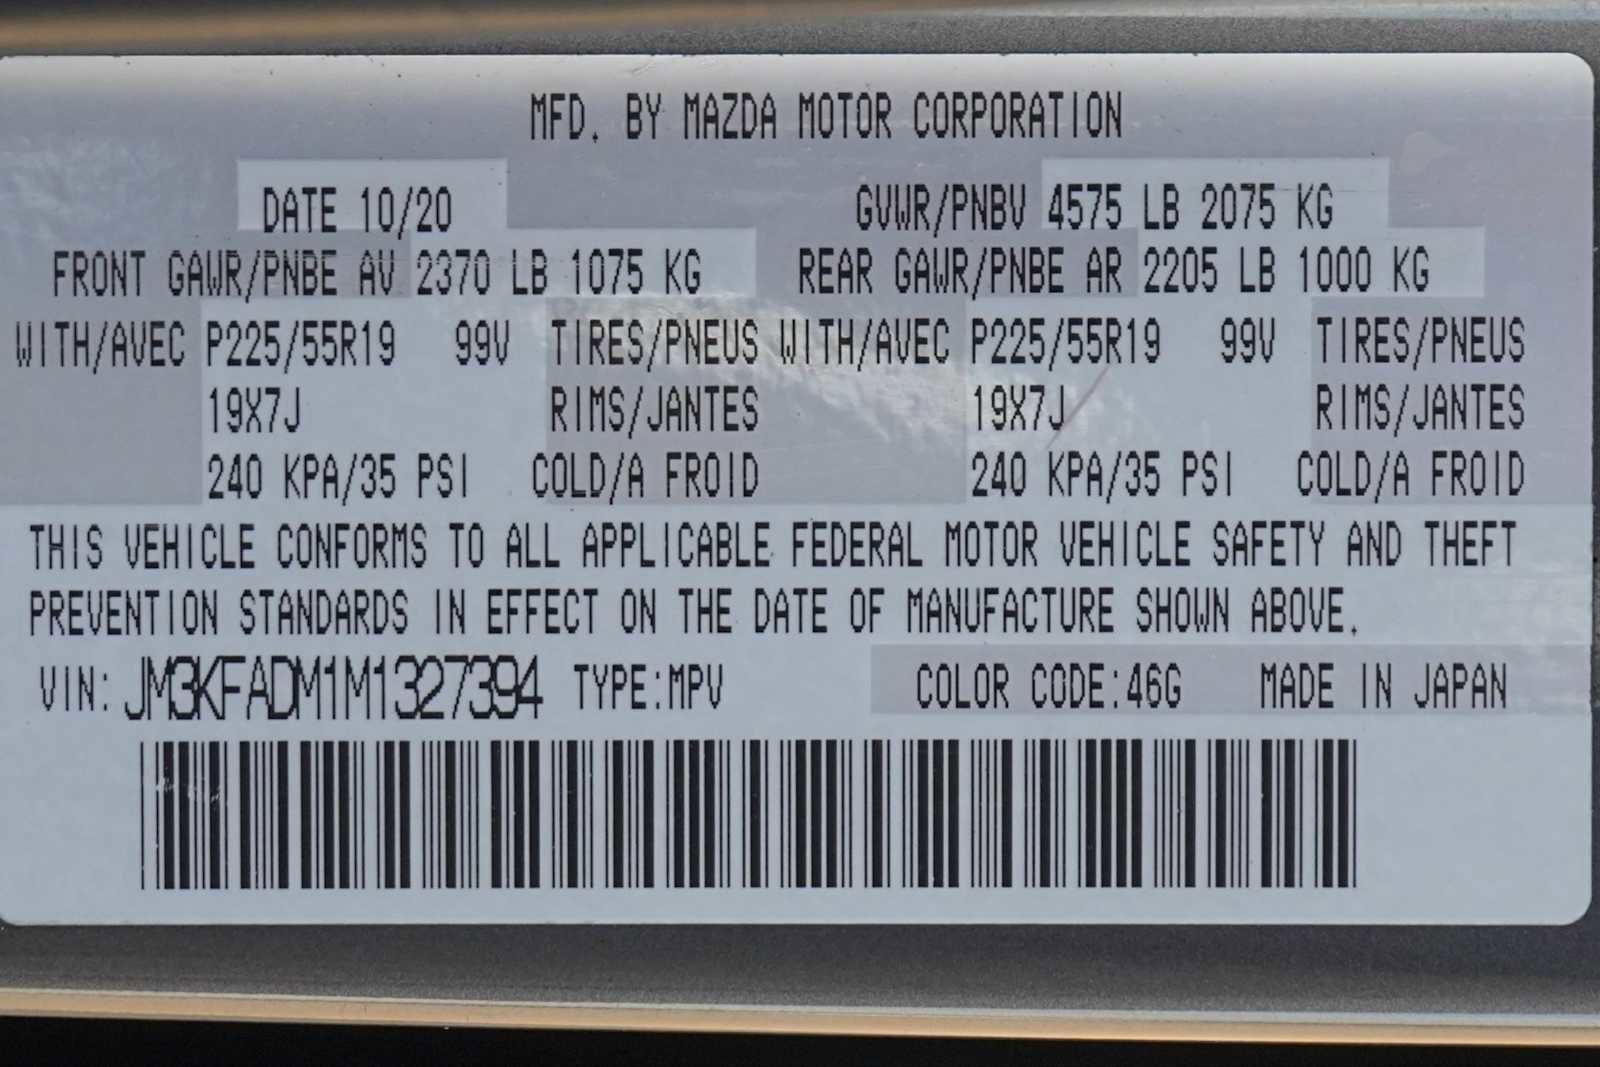 MFD. BY MAZDA MOTOR CORPORATION
DATE 10/20 GVWR/PNBV 4575 LB 2075 KG
FRONT GAWR/PNBE AV 2370 LB 1075 KG REAR GAWR/PNBE AR 2205 LB 1000 KG
WITH/AVEC P225/55R19 99V TIRES/PNEUS WITH/AVEC P225/55R19 99V TIRES/PNEUS
19X7J RIMS/JANTES 19X7J RIMS/JANTES
240 KPA/35 PSI COLD/A FROID 240 KPA/35 PSI COLD/A FROID
THIS VEHICLE CONFORMS TO ALL APPLICABLE FEDERAL MOTOR VEHICLE SAFETY AND THEFT
PREVENTION STANDARDS IN EFFECT ON THE DATE OF MANUFACTURE SHOWN ABOVE.
VIN: JM3KFADM1M1327394 TYPE:MPV COLOR CODE:46G MADE IN JAPAN